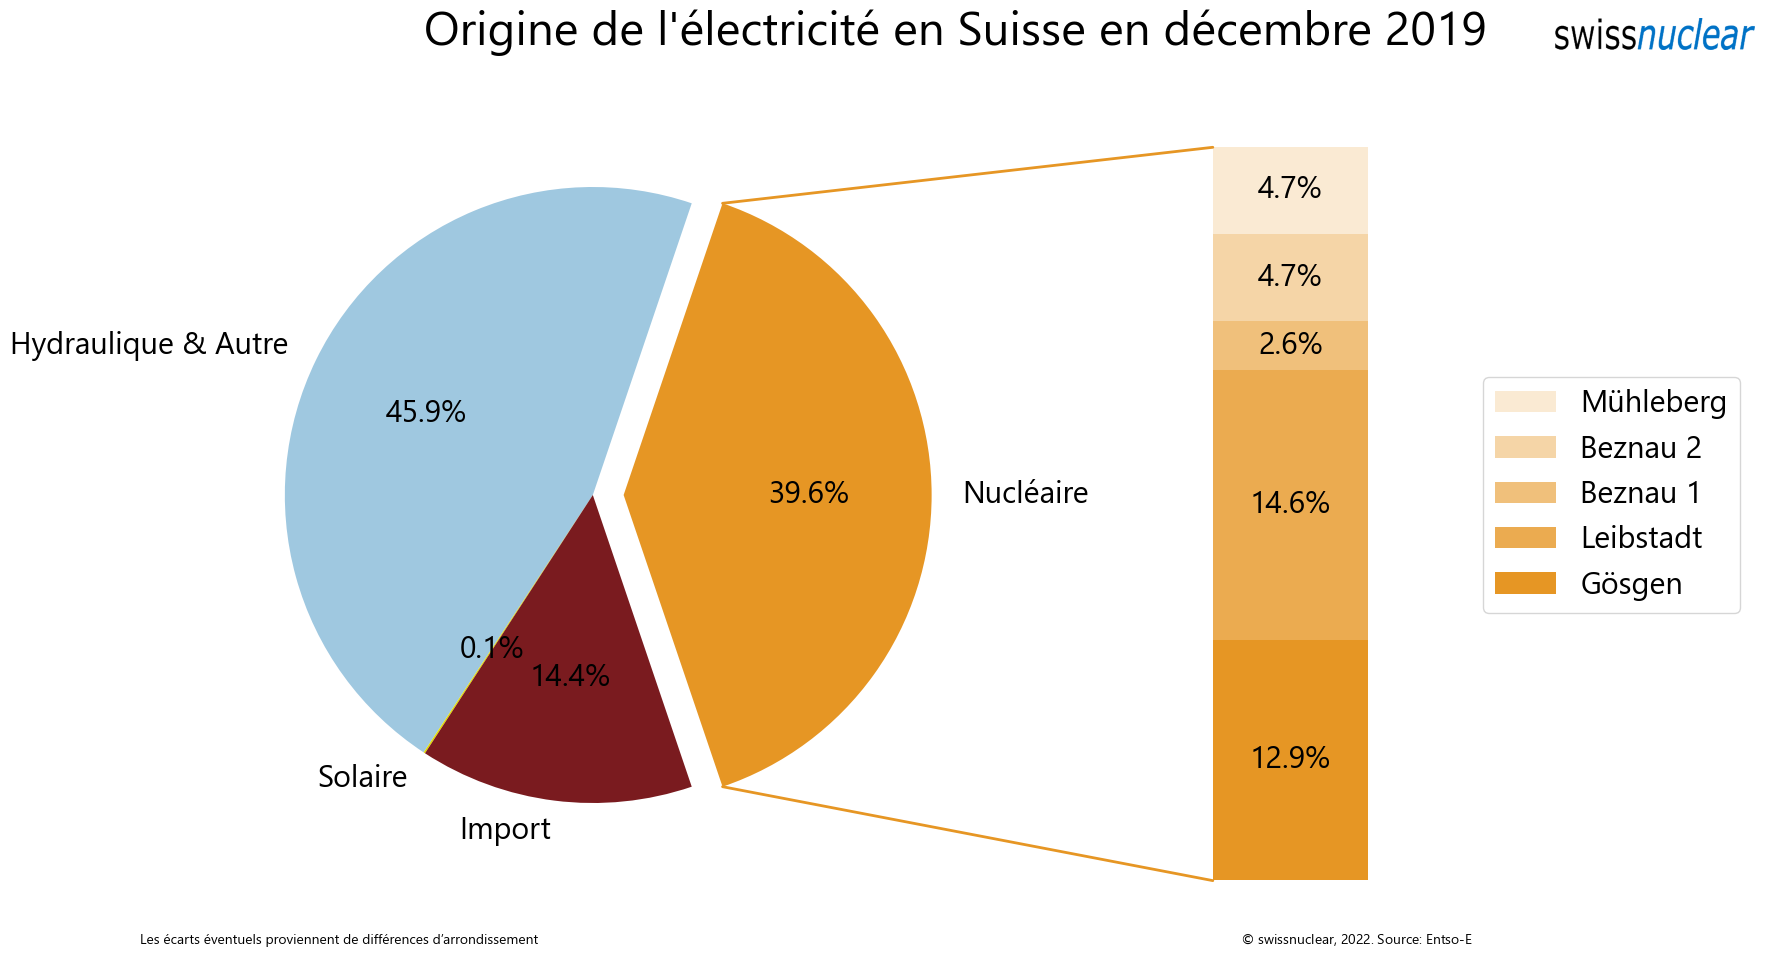 Origine de l'électricité en Suisse en décembre 2019
swissnuclear
4.7%
4.7%
2.6%
14.6%
12.9%
Hydraulique & Autre
45.9%
39.6%
Nucléaire
0.1%
14.4%
Solaire
Import
Mühleberg
Beznau 2
Beznau 1
Leibstadt
Gösgen
Les écarts éventuels proviennent de différences d’arrondissement
© swissnuclear, 2022. Source: Entso-E